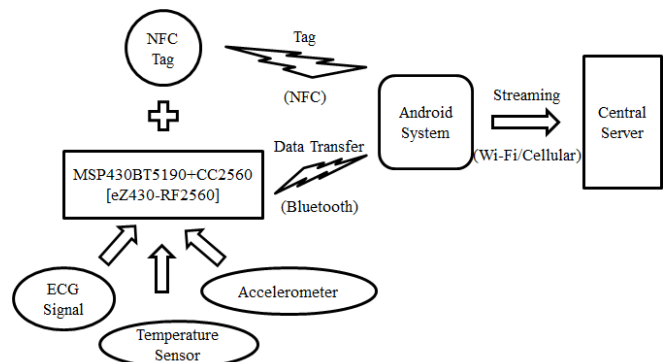 NFC
Tag
Tag
(NFC)
Android
System
Streaming
(Wi-Fi/Cellular)
Central
Server
MSP430BT5190+CC2560
[eZ430-RF2560]
Data Transfer
(Bluetooth)
ECG
Signal
Temperature
Sensor
Accelerometer